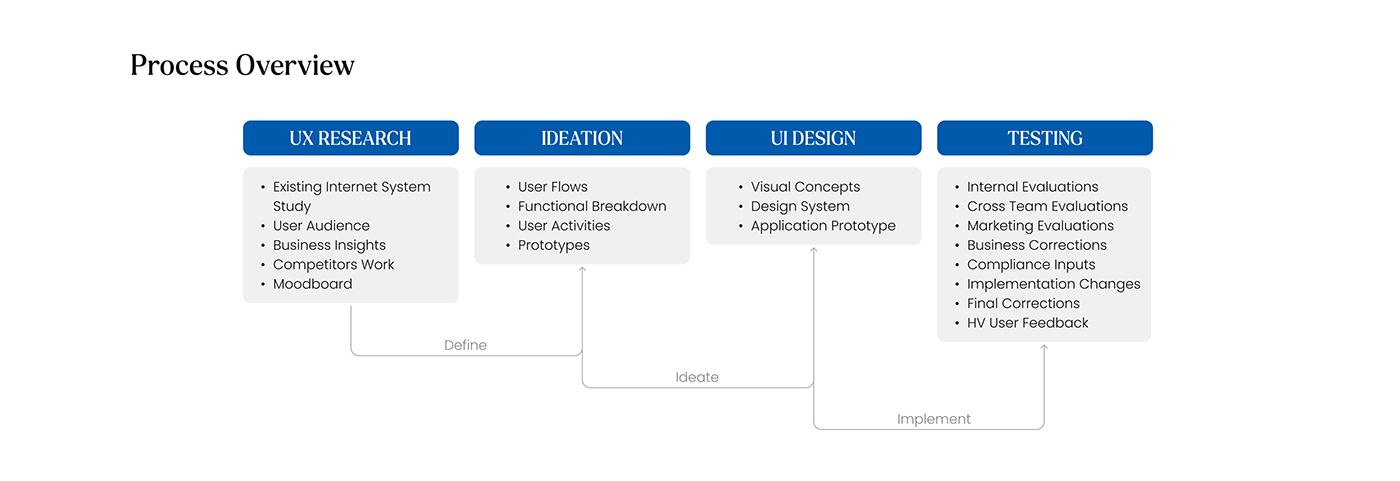 Process Overview
UX RESEARCH
• Existing Internet System
Study
• User Audience
• Business Insights
• Competitors Work
• Moodboard
IDEATION
• User Flows
• Functional Breakdown
• User Activities
• Prototypes
UI DESIGN
• Visual Concepts
• Design System
• Application Prototype
TESTING
• Internal Evaluations
• Cross Team Evaluations
• Marketing Evaluations
• Business Corrections
• Compliance Inputs
• Implementation Changes
• Final Corrections
• HV User Feedback
Define
Ideate
Implement